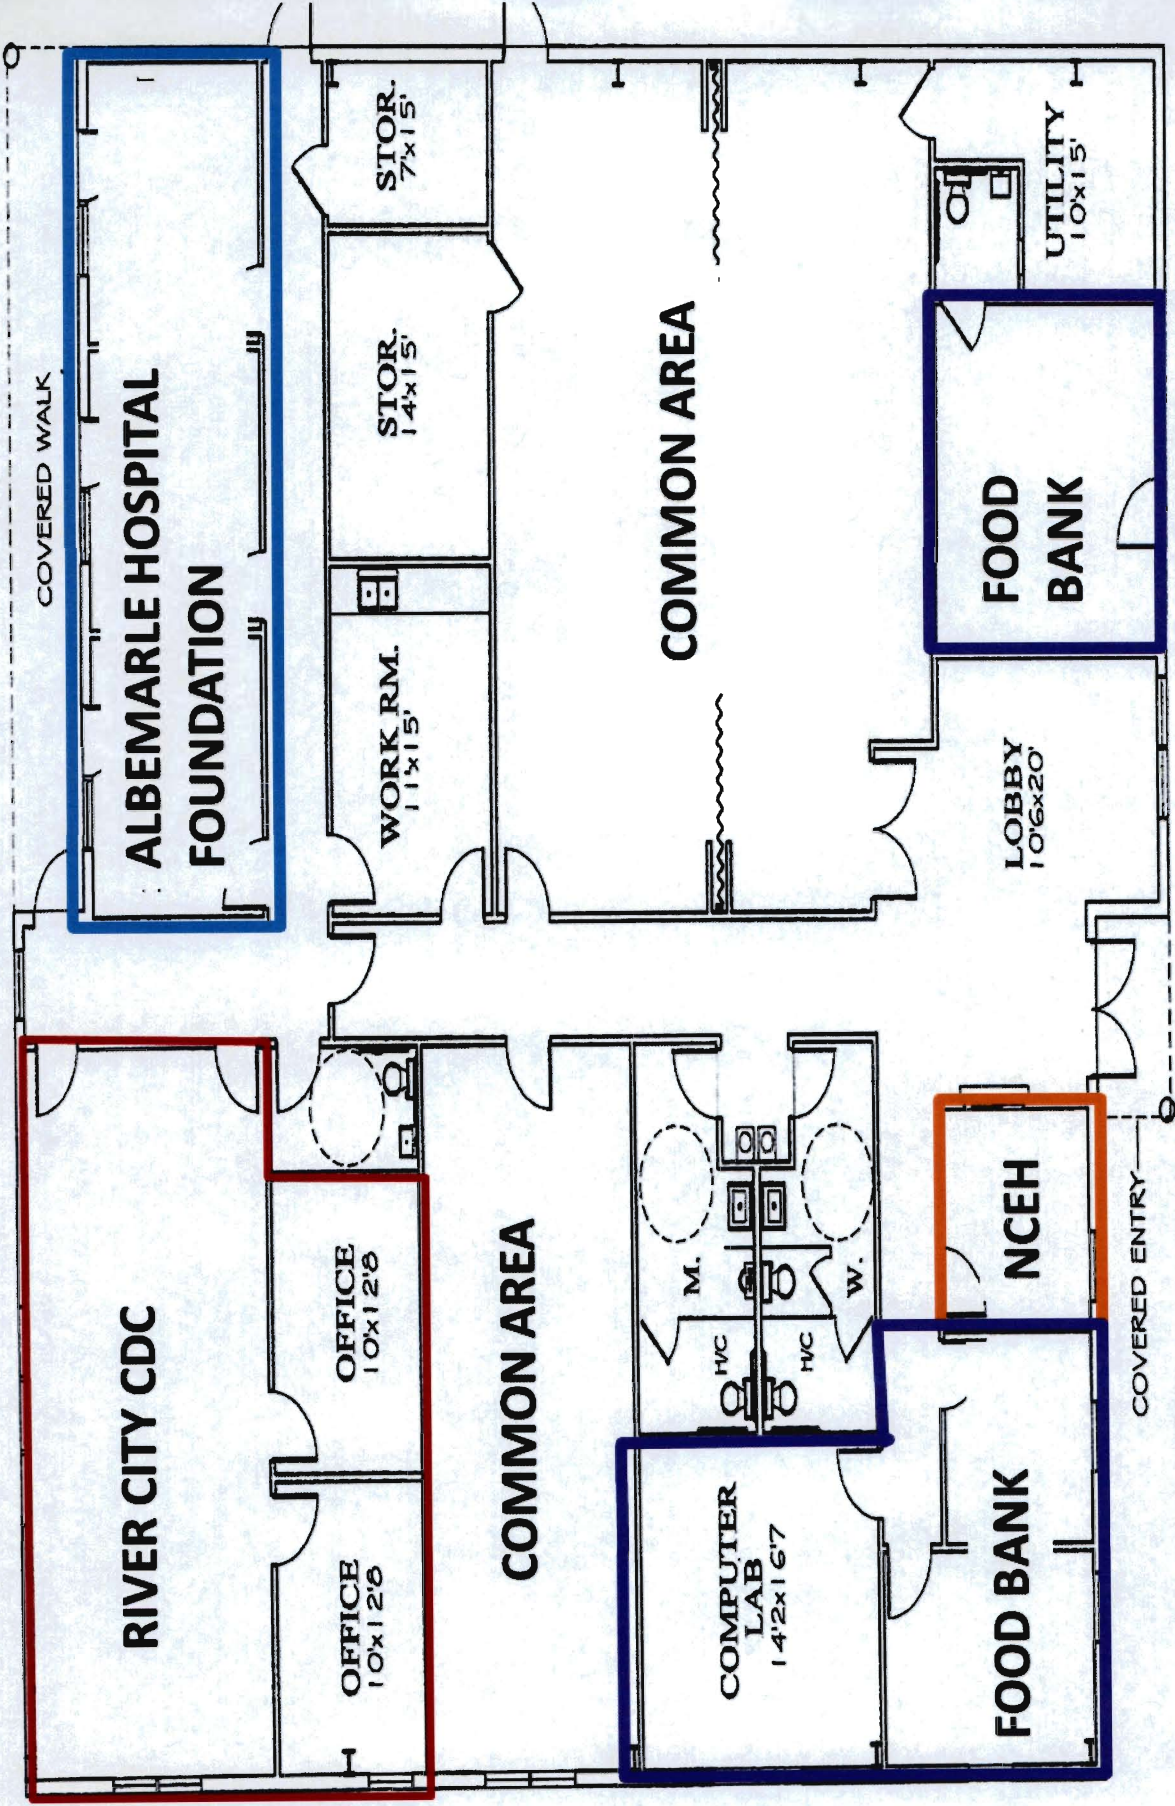 COVERED WALK
RIVER CITY CDC
ALBEMARLE HOSPITAL
FOUNDATION
OFFICE
10'x12'8
OFFICE
10'x12'8
WORK RM.
11'x15'
STOR.
14'x15'
STOR.
7'x15'
COMMON AREA
COMMON AREA
COMPUTER
LAB
14'2x16'7
M.
H/C
H/C
W.
FOOD BANK
NCEH
LOBBY
10'6x20'
FOOD
BANK
UTILITY
10'x15'
COVERED ENTRY